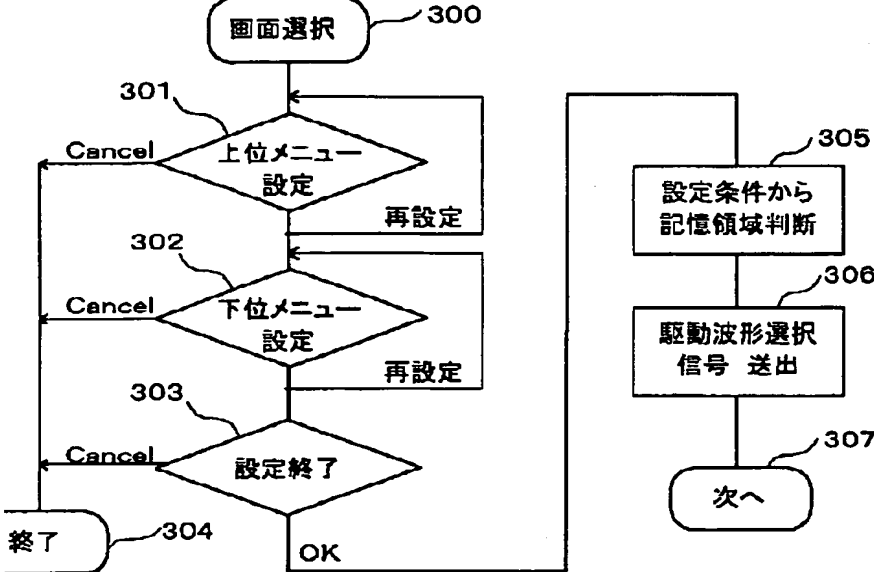 画面選択
300
301
Cancel
上位メニュー
設定
再設定
302
Cancel
下位メニュー
設定
再設定
303
Cancel
設定終了
終了
304
OK
305
設定条件から
記憶領域判断
306
駆動波形選択
信号 送出
307
次へ